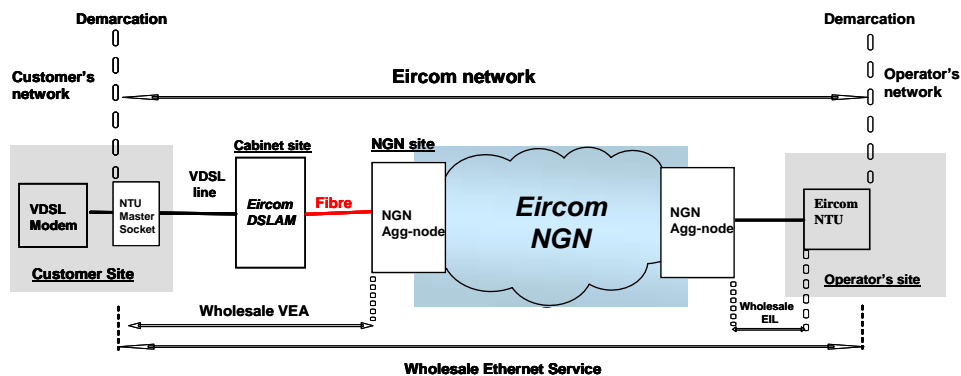 Demarcation
Demarcation
Customer's
network
Eircom network
Operator's
network
Cabinet site
NGN site
VDSL
line
Fibre
VDSL
Modem
NTU
Master
Socket
Eircom
DSLAM
NGN
Agg-node
Eircom
NGN
NGN
Agg-node
Eircom
NTU
Customer Site
Operator's site
Wholesale VEA
Wholesale
EIL
Wholesale Ethernet Service